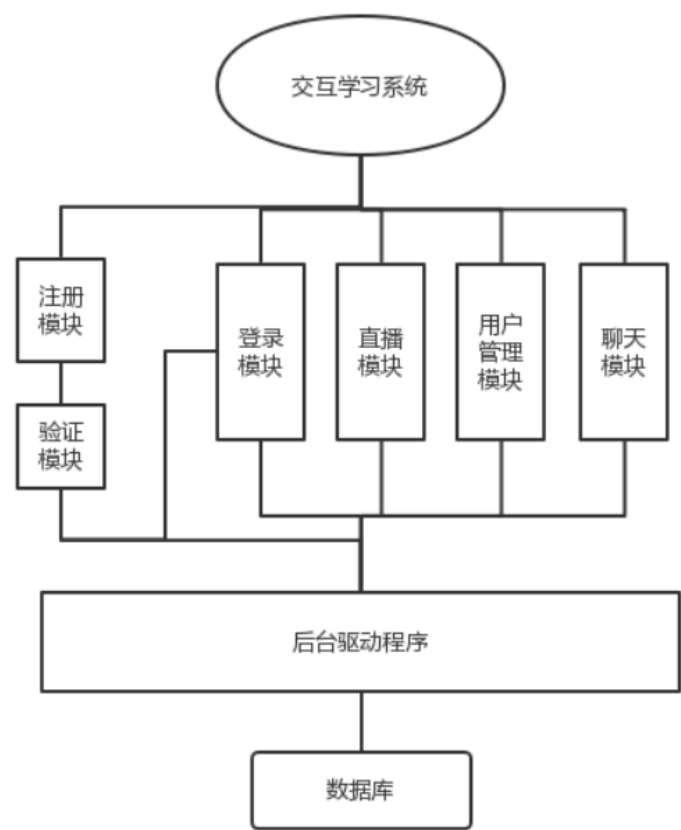 交互学习系统
注册
模块
登录
模块
直播
模块
用户
管理
模块
聊天
模块
验证
模块
后台驱动程序
数据库